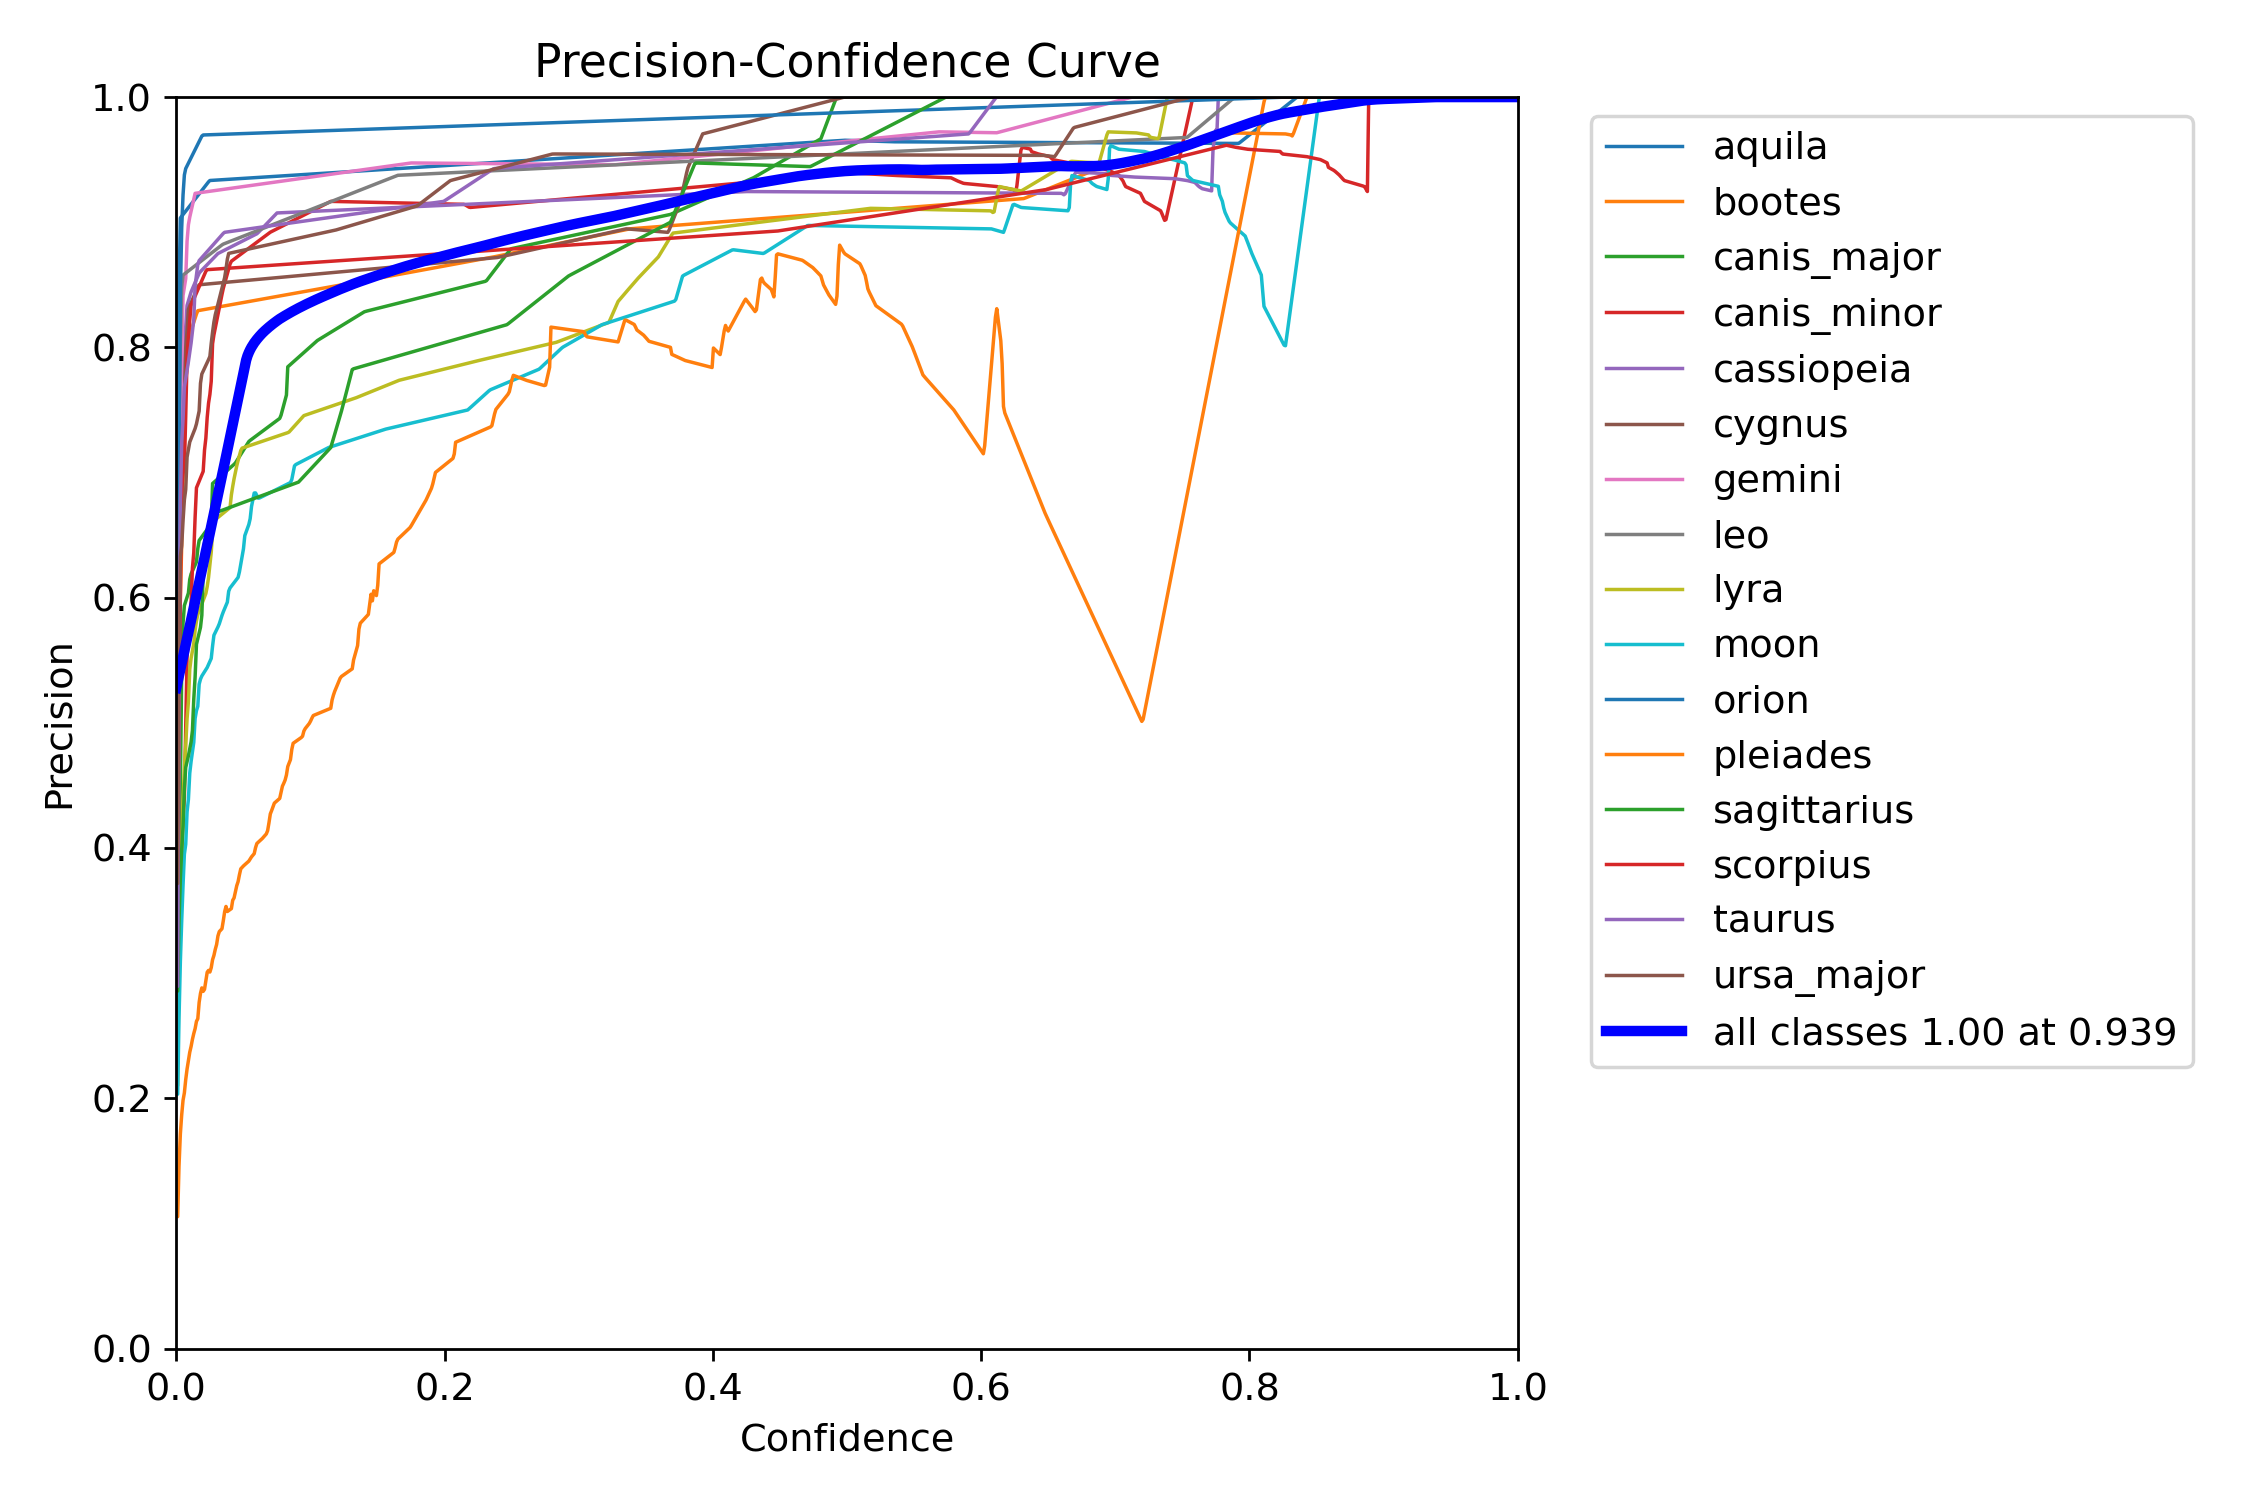 Precision-Confidence Curve
1.0
0.8
0.6
0.4
0.2
0.0
Precision
0.0 0.2 0.4 0.6 0.8 1.0
Confidence
aquila
bootes
canis_major
canis_minor
cassiopeia
cygnus
gemini
leo
lyra
moon
orion
pleiades
sagittarius
scorpius
taurus
ursa_major
all classes 1.00 at 0.939